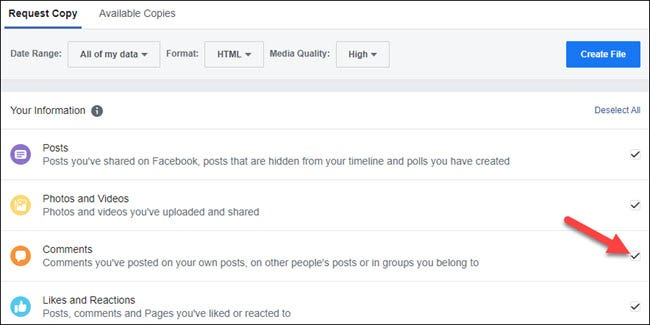 Request Copy Available Copies
Date Range: All of my data Format: HTML Media Quality: High Create File
Your Information Deselect All
Posts
Posts you've shared on Facebook, posts that are hidden from your timeline and polls you have created
Photos and Videos
Photos and videos you've uploaded and shared
Comments
Comments you've posted on your own posts, on other people's posts or in groups you belong to
Likes and Reactions
Posts, comments and Pages you've liked or reacted to